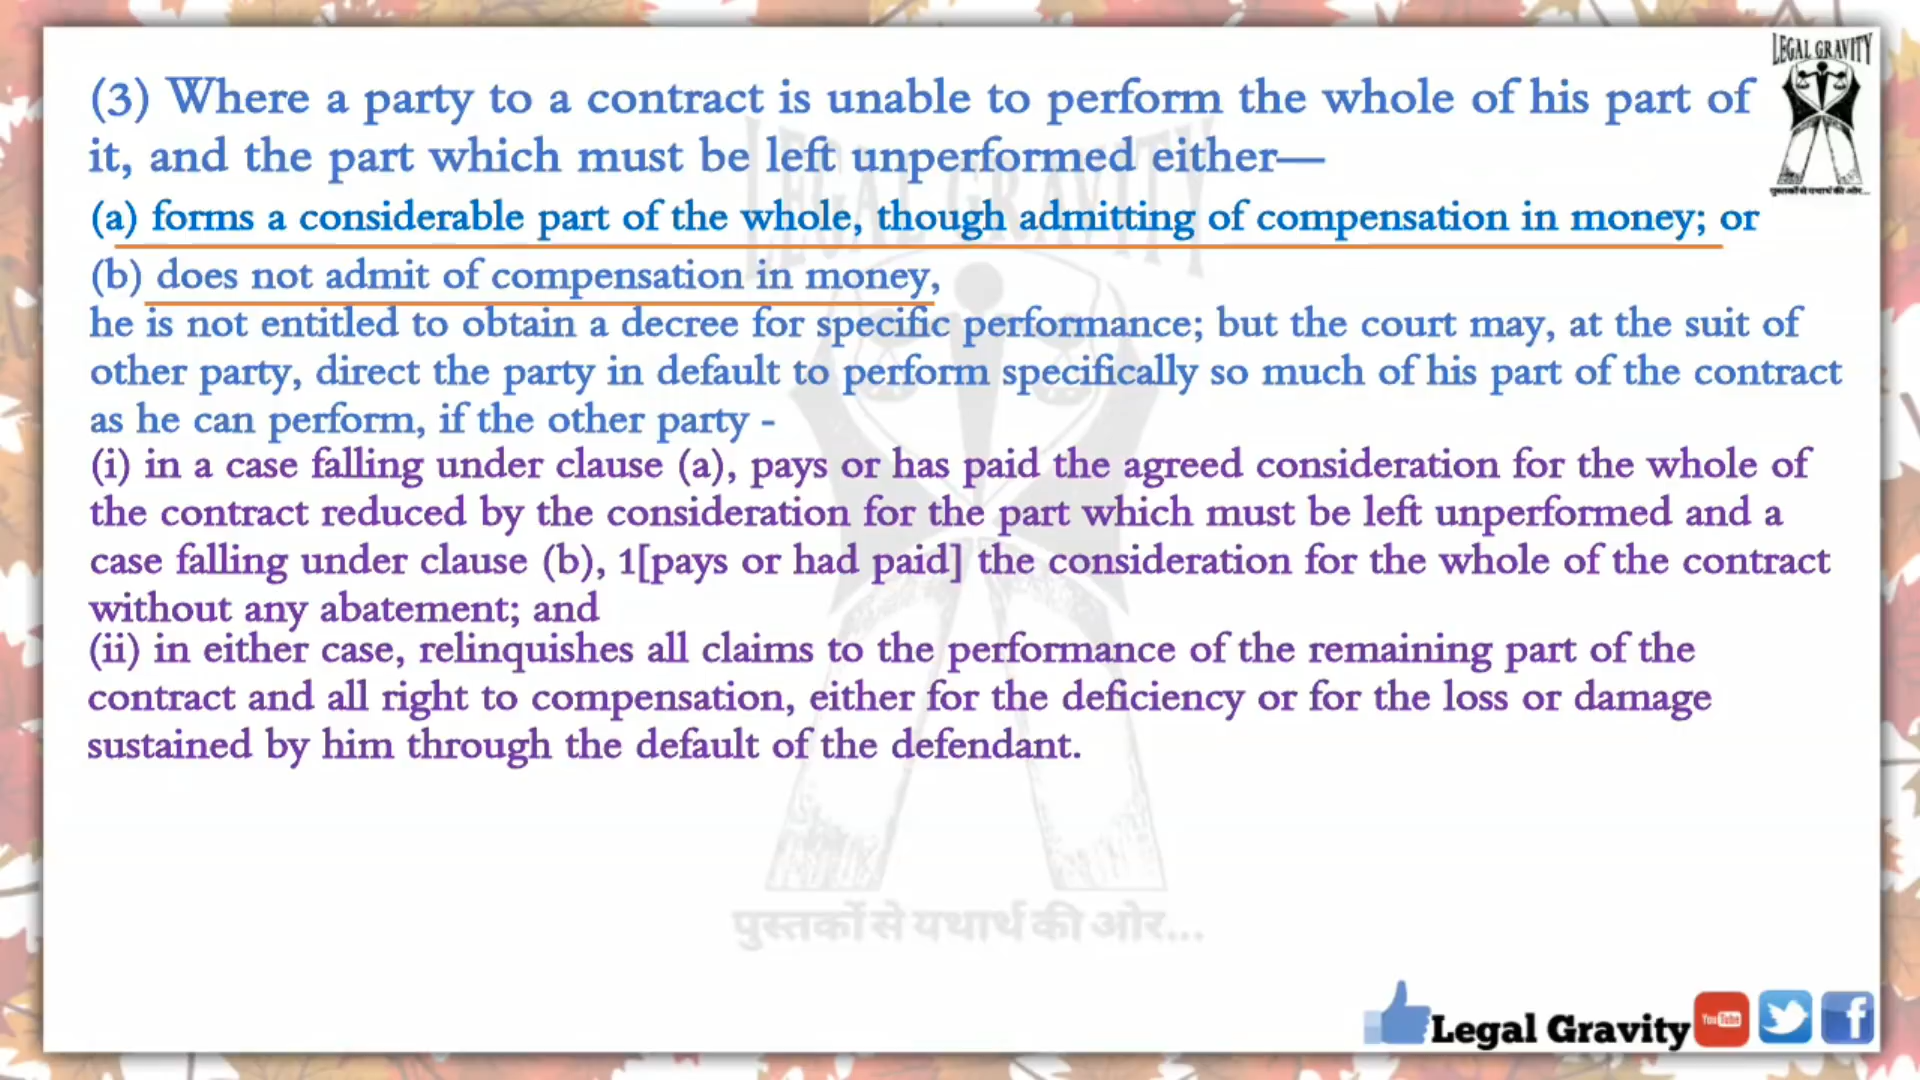 LEGAL GRAVITY
(3) Where a party to a contract is unable to perform the whole of his part of
it, and the part which must be left unperformed either—
पुस्तकों से यथार्थ की ओर...
(a) forms a considerable part of the whole, though admitting of compensation in money; or
(b) does not admit of compensation in money,
he is not entitled to obtain a decree for specific performance; but the court may, at the suit of
other party, direct the party in default to perform specifically so much of his part of the contract
as he can perform, if the other party -
(i) in a case falling under clause (a), pays or has paid the agreed consideration for the whole of
the contract reduced by the consideration for the part which must be left unperformed and a
case falling under clause (b), 1[pays or had paid] the consideration for the whole of the contract
without any abatement; and
(ii) in either case, relinquishes all claims to the performance of the remaining part of the
contract and all right to compensation, either for the deficiency or for the loss or damage
sustained by him through the default of the defendant.
LEGAL GRAVITY
पुस्तकों से यथार्थ की ओर...
Legal Gravity
YouTube